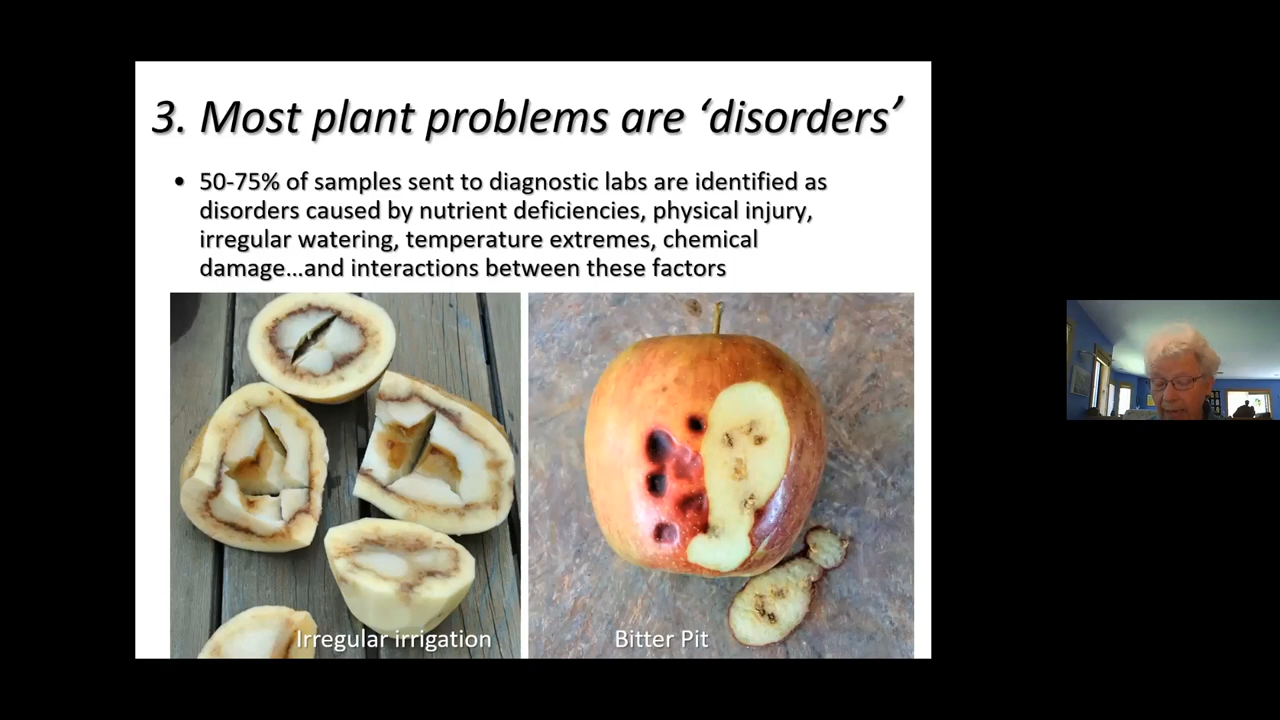 3. Most plant problems are ‘disorders’
• 50-75% of samples sent to diagnostic labs are identified as
disorders caused by nutrient deficiencies, physical injury,
irregular watering, temperature extremes, chemical
damage…and interactions between these factors
Irregular irrigation
Bitter Pit